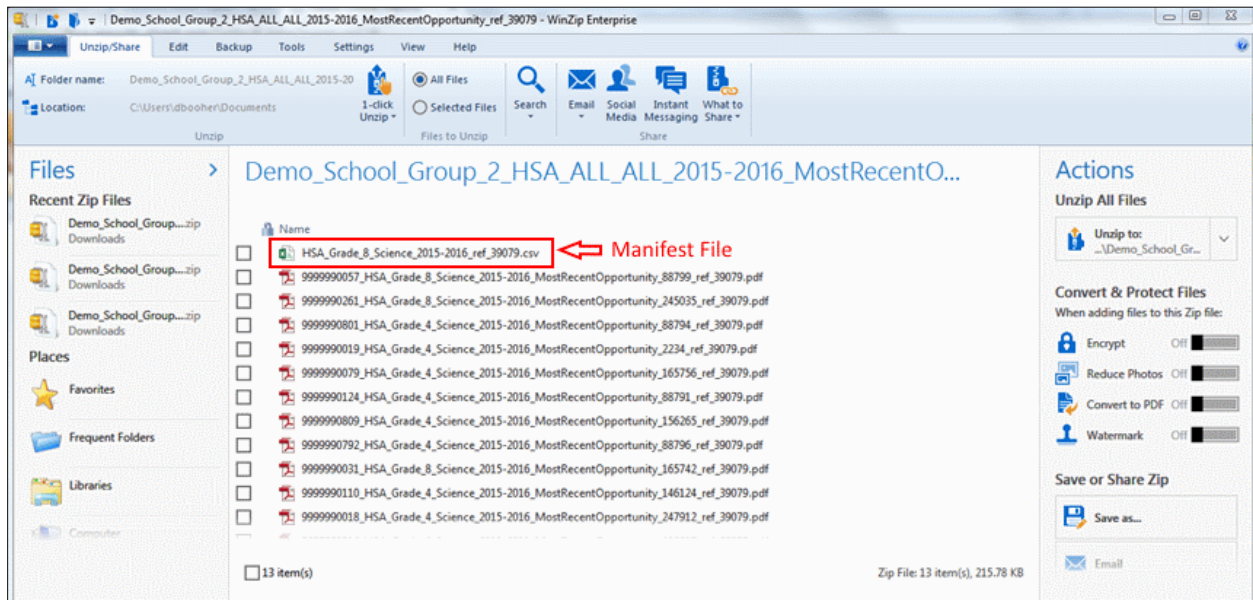 Demo_School_Group_2_HSA_ALL_ALL_2015-2016_MostRecentOpportunity_ref_39079 - WinZip Enterprise
Unzip/Share Edit Backup Tools Settings View Help
Folder name: Demo_School_Group_2_HSA_ALL_ALL_2015-20
Location: C:\Users\dbooher\Documents
1-click
Unzip
Unzip
All Files
Selected Files
Files to Unzip
Search
Email
Social
Media
Instant
Messaging
What to
Share
Share
Files
Recent Zip Files
Demo_School_Group....zip
Downloads
Demo_School_Group....zip
Downloads
Demo_School_Group....zip
Downloads
Places
Favorites
Frequent Folders
Libraries
Computer
Demo_School_Group_2_HSA_ALL_ALL_2015-2016_MostRecentO...
Name
HSA_Grade_8_Science_2015-2016_ref_39079.csv
Manifest File
9999990057_HSA_Grade_8_Science_2015-2016_MostRecentOpportunity_88799_ref_39079.pdf
9999990261_HSA_Grade_8_Science_2015-2016_MostRecentOpportunity_245035_ref_39079.pdf
9999990801_HSA_Grade_4_Science_2015-2016_MostRecentOpportunity_88794_ref_39079.pdf
9999990019_HSA_Grade_4_Science_2015-2016_MostRecentOpportunity_2234_ref_39079.pdf
9999990079_HSA_Grade_4_Science_2015-2016_MostRecentOpportunity_165756_ref_39079.pdf
9999990124_HSA_Grade_4_Science_2015-2016_MostRecentOpportunity_88791_ref_39079.pdf
9999990809_HSA_Grade_4_Science_2015-2016_MostRecentOpportunity_156265_ref_39079.pdf
9999990792_HSA_Grade_4_Science_2015-2016_MostRecentOpportunity_88796_ref_39079.pdf
9999990031_HSA_Grade_8_Science_2015-2016_MostRecentOpportunity_165742_ref_39079.pdf
9999990110_HSA_Grade_4_Science_2015-2016_MostRecentOpportunity_146124_ref_39079.pdf
9999990018_HSA_Grade_4_Science_2015-2016_MostRecentOpportunity_247912_ref_39079.pdf
13 item(s)
Zip File: 13 item(s), 215.78 KB
Actions
Unzip All Files
Unzip to:
...\Demo_School_Gr...
Convert & Protect Files
When adding files to this Zip file:
Encrypt Off
Reduce Photos Off
Convert to PDF Off
Watermark Off
Save or Share Zip
Save as...
Email